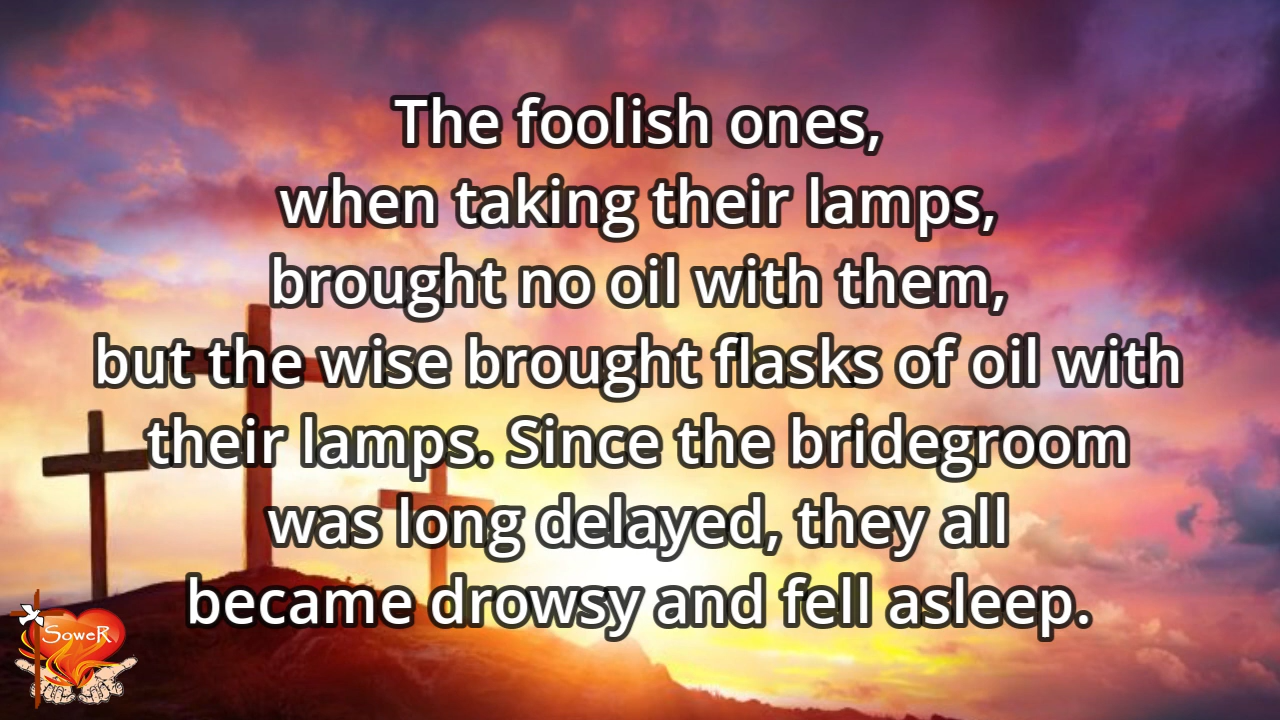 The foolish ones,
when taking their lamps,
brought no oil with them,
but the wise brought flasks of oil with
their lamps. Since the bridegroom
was long delayed, they all
became drowsy and fell asleep.
SoweR